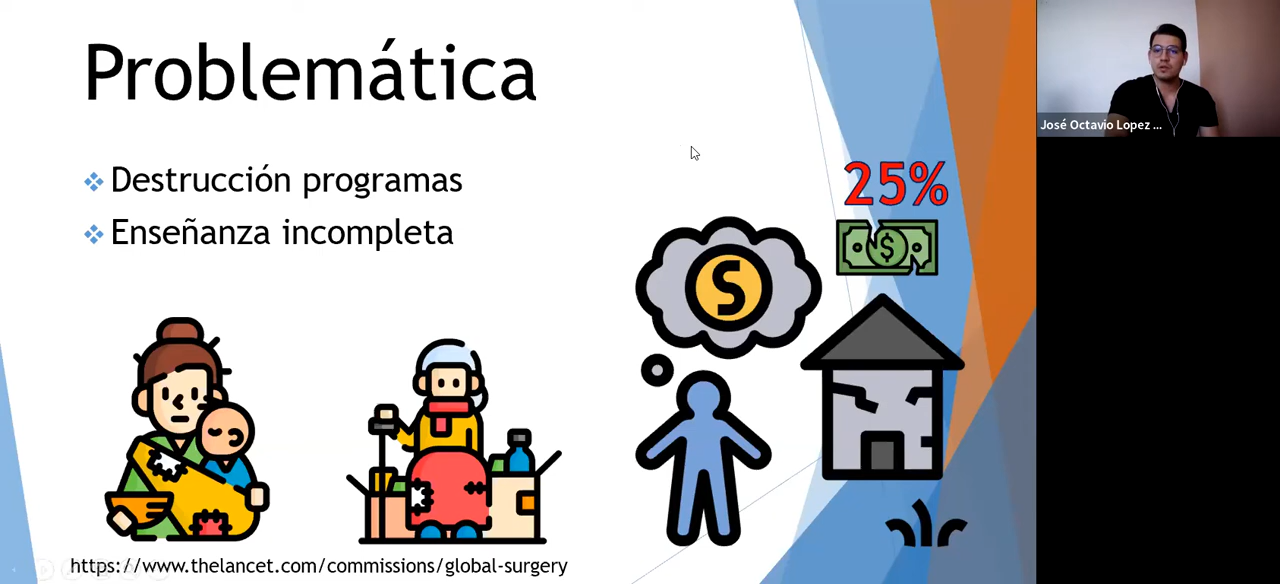 Problemática
Destrucción programas
Enseñanza incompleta
25%
$
S
https://www.thelancet.com/commissions/global-surgery
José Octavio Lopez ...